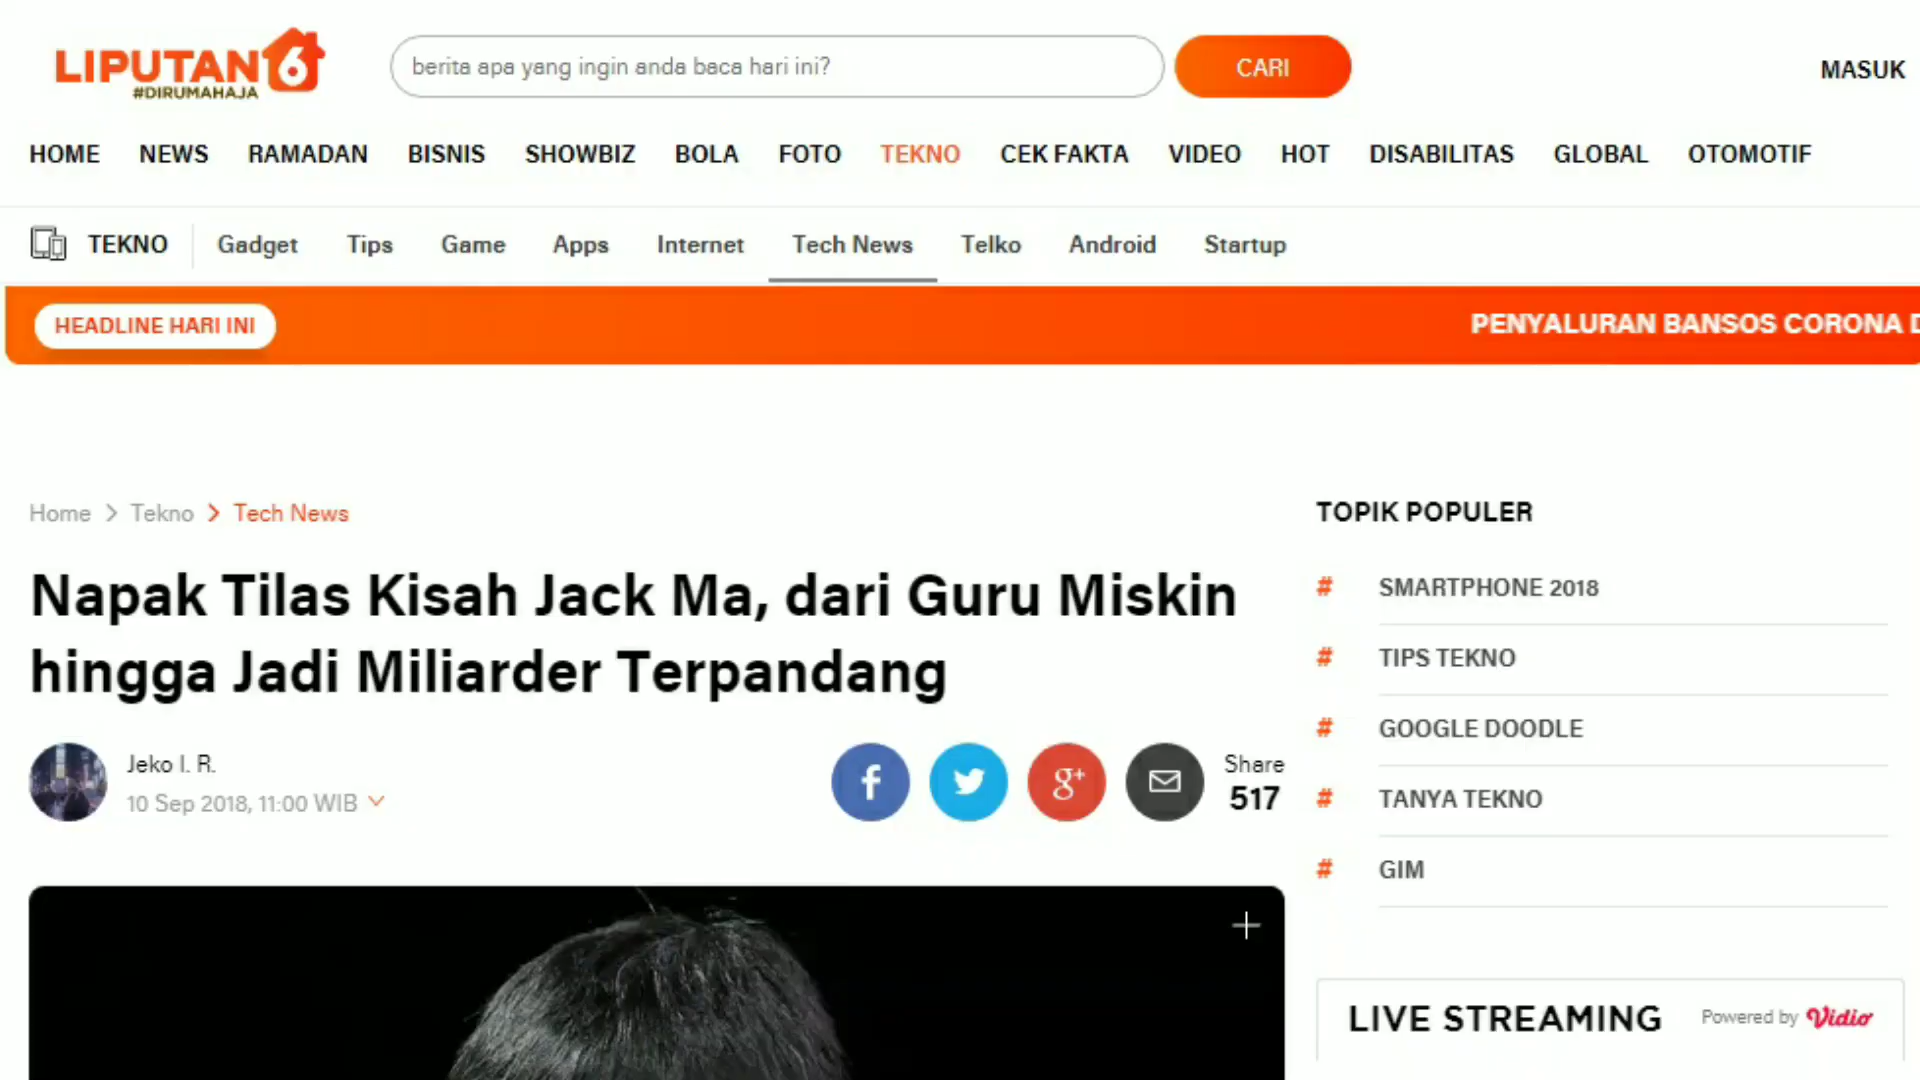 LIPUTAN6
#DIRUMAHAJA
berita apa yang ingin anda baca hari ini?
CARI
MASUK
HOME NEWS RAMADAN BISNIS SHOWBIZ BOLA FOTO TEKNO CEK FAKTA VIDEO HOT DISABILITAS GLOBAL OTOMOTIF
TEKNO Gadget Tips Game Apps Internet Tech News Telko Android Startup
HEADLINE HARI INI
PENYALURAN BANSOS CORONA D
Home > Tekno > Tech News
Napak Tilas Kisah Jack Ma, dari Guru Miskin
hingga Jadi Miliarder Terpandang
Jeko I. R.
10 Sep 2018, 11:00 WIB
f
g+
Share
517
TOPIK POPULER
# SMARTPHONE 2018
# TIPS TEKNO
# GOOGLE DOODLE
# TANYA TEKNO
# GIM
LIVE STREAMING Powered by Vidio